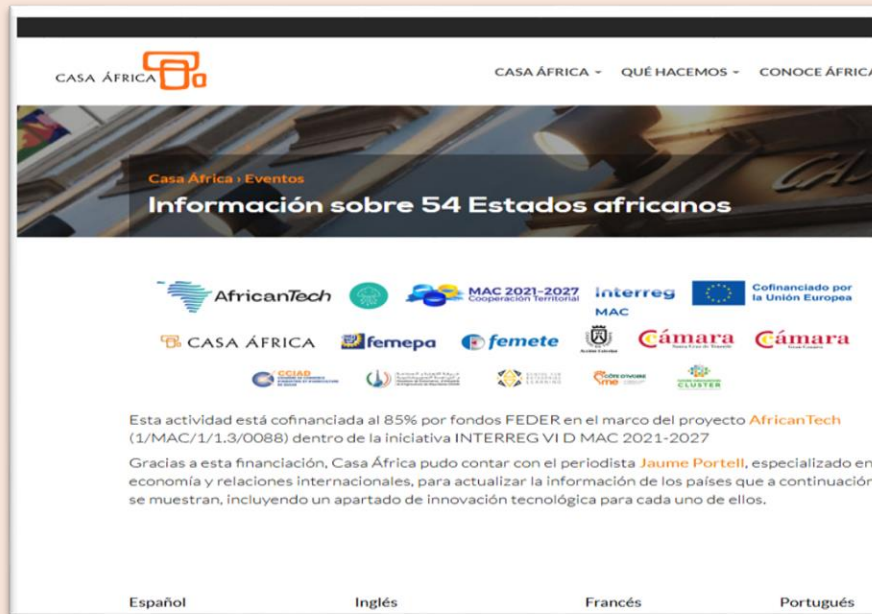 CASA ÁFRICA
CASA ÁFRICA QUÉ HACEMOS CONOCE ÁFRICA
Casa África › Eventos
Información sobre 54 Estados africanos
AfricanTech
MAC 2021-2027
Cooperación Territorial
Interreg
MAC
Cofinanciado por
la Unión Europea
CASA ÁFRICA
femepa
femete
Cámara
Cámara
CCIAD
CÔTE D'IVOIRE
CLUSTER
Esta actividad está cofinanciada al 85% por fondos FEDER en el marco del proyecto AfricanTech
(1/MAC/1/1.3/0088) dentro de la iniciativa INTERREG VI D MAC 2021-2027
Gracias a esta financiación, Casa África pudo contar con el periodista Jaume Portell, especializado en
economía y relaciones internacionales, para actualizar la información de los países que a continuación
se muestran, incluyendo un apartado de innovación tecnológica para cada uno de ellos.
Español Inglés Francés Portugués